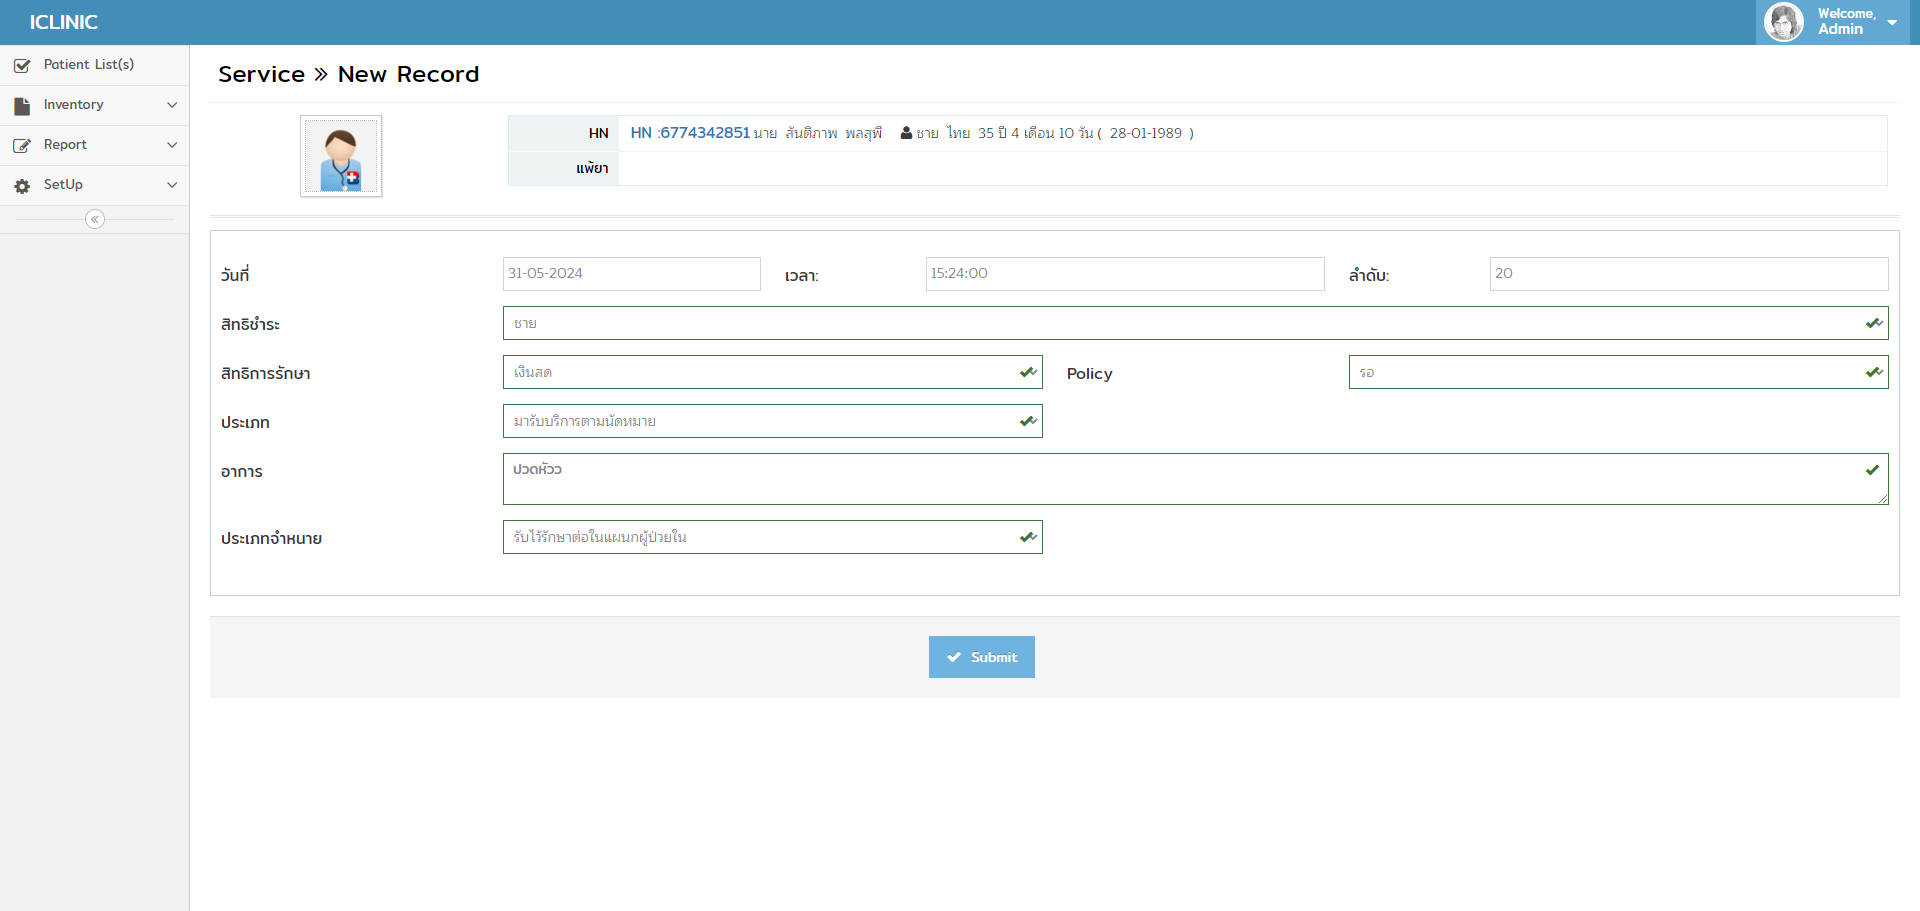 ICLINIC
Welcome,
Admin
Patient List(s)
Inventory
Report
SetUp
Service » New Record
HN HN :6774342851 นาย สันติภาพ พลสุพี ชาย ไทย 35 ปี 4 เดือน 10 วัน ( 28-01-1989 )
แพ้ยา
วันที่ 31-05-2024 เวลา: 15:24:00 ลำดับ: 20
สิทธิชำระ ชาย
สิทธิการรักษา เงินสด Policy รอ
ประเภท มารับบริการตามนัดหมาย
อาการ ปวดหัวว
ประเภทจำหนาย รับไว้รักษาต่อในแผนกผู้ป่วยใน
Submit